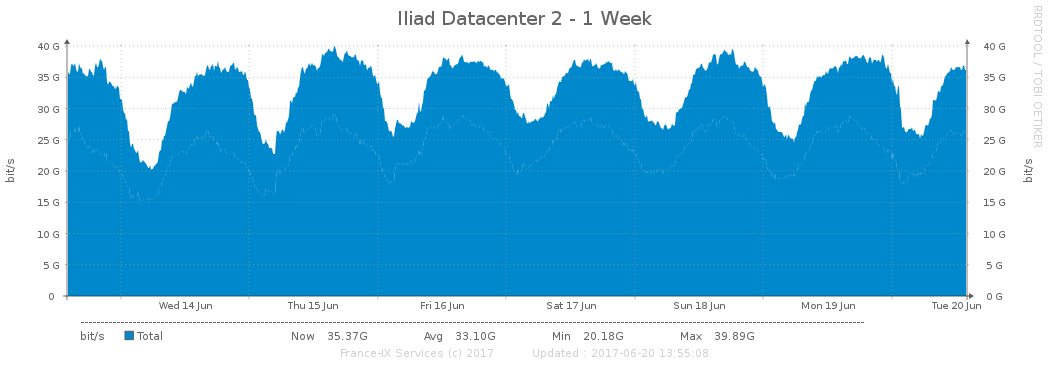 Iliad Datacenter 2 - 1 Week
RRDTOOL / TOBI OETIKER
40 G 40 G
35 G 35 G
30 G 30 G
25 G 25 G
20 G 20 G
15 G 15 G
10 G 10 G
5 G 5 G
0 0 G
bit/s bit/s
Wed 14 Jun Thu 15 Jun Fri 16 Jun Sat 17 Jun Sun 18 Jun Mon 19 Jun Tue 20 Jun
bit/s Total Now 35.37G Avg 33.10G Min 20.18G Max 39.89G
France-IX Services (c) 2017 Updated : 2017-06-20 13:55:08